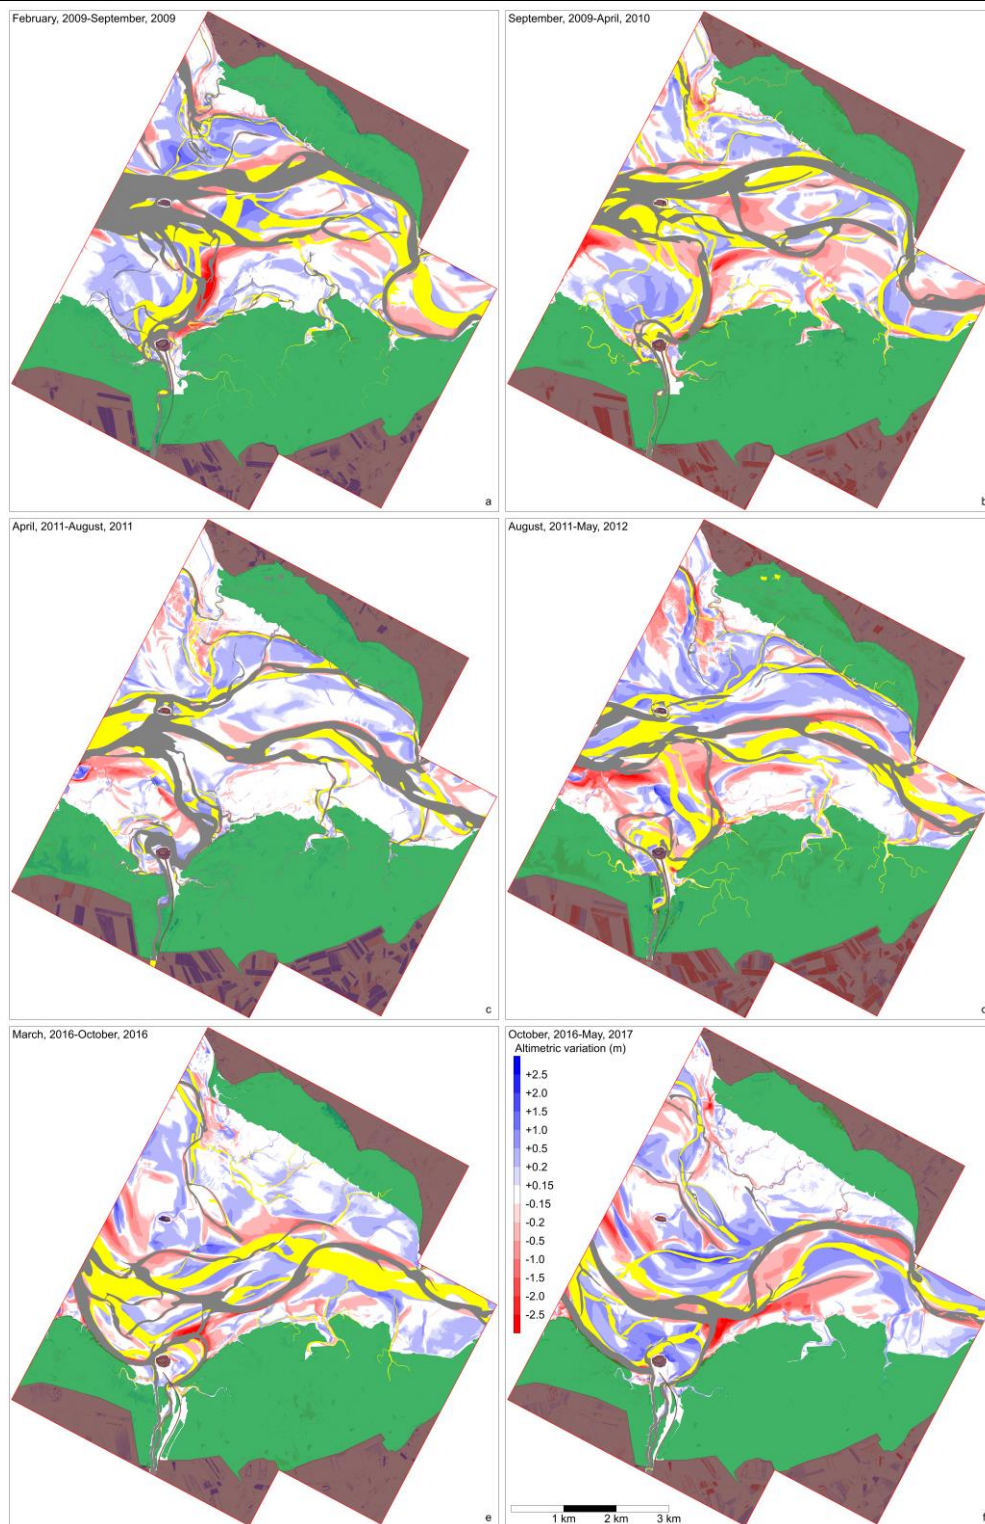 February, 2009-September, 2009
September, 2009-April, 2010
a
b
April, 2011-August, 2011
August, 2011-May, 2012
c
d
March, 2016-October, 2016
October, 2016-May, 2017
Altimetric variation (m)
+2.5
+2.0
+1.5
+1.0
+0.5
+0.2
+0.15
-0.15
-0.2
-0.5
-1.0
-1.5
-2.0
-2.5
e
1 km
2 km
3 km
f